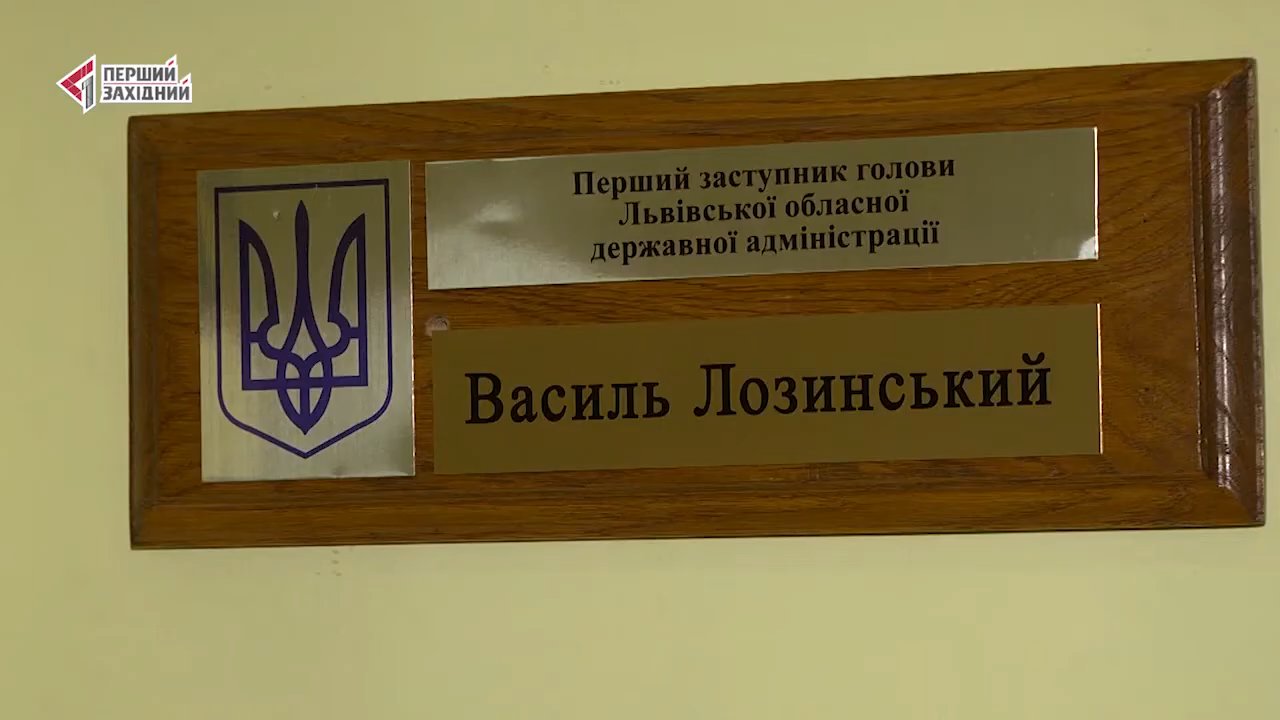 ПЕРШИЙ
ЗАХІДНИЙ
Перший заступник голови
Львівської обласної
державної адміністрації
Василь Лозинський